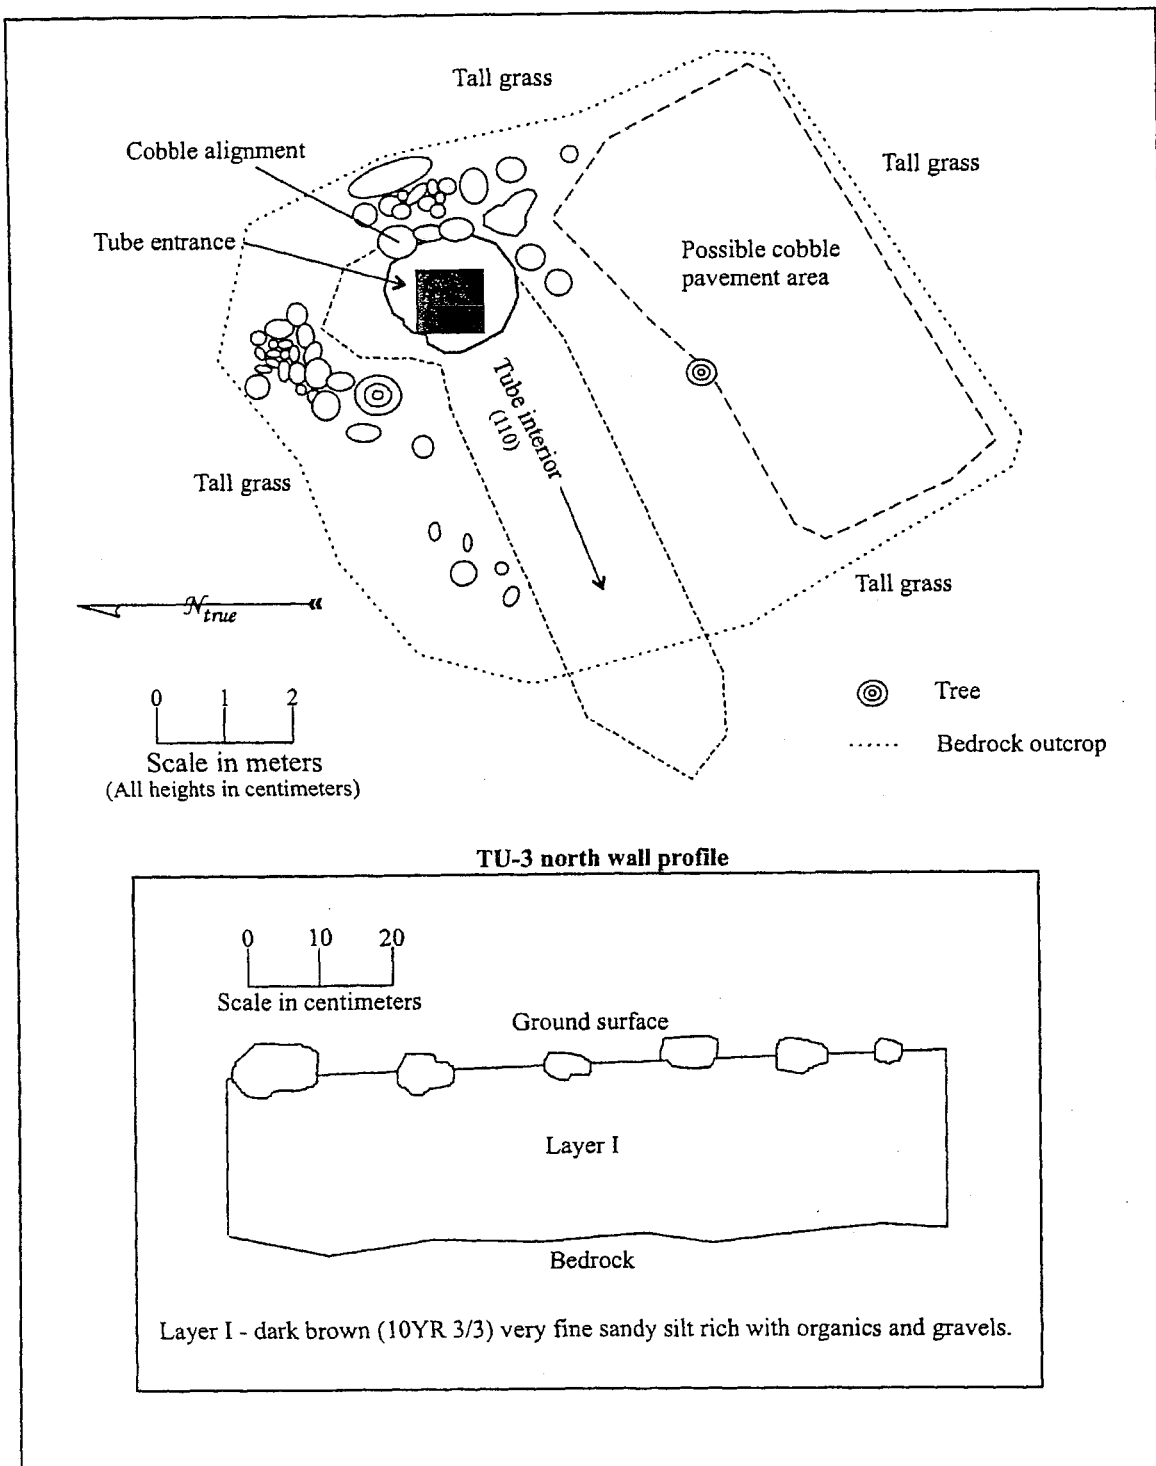 Tall grass
Cobble alignment
Tall grass
Tube entrance
Possible cobble
pavement area
Tube interior
(110)
Tall grass
Tall grass
N true
0 1 2
Scale in meters
(All heights in centimeters)
Tree
Bedrock outcrop
TU-3 north wall profile
0 10 20
Scale in centimeters
Ground surface
Layer I
Bedrock
Layer I - dark brown (10YR 3/3) very fine sandy silt rich with organics and gravels.